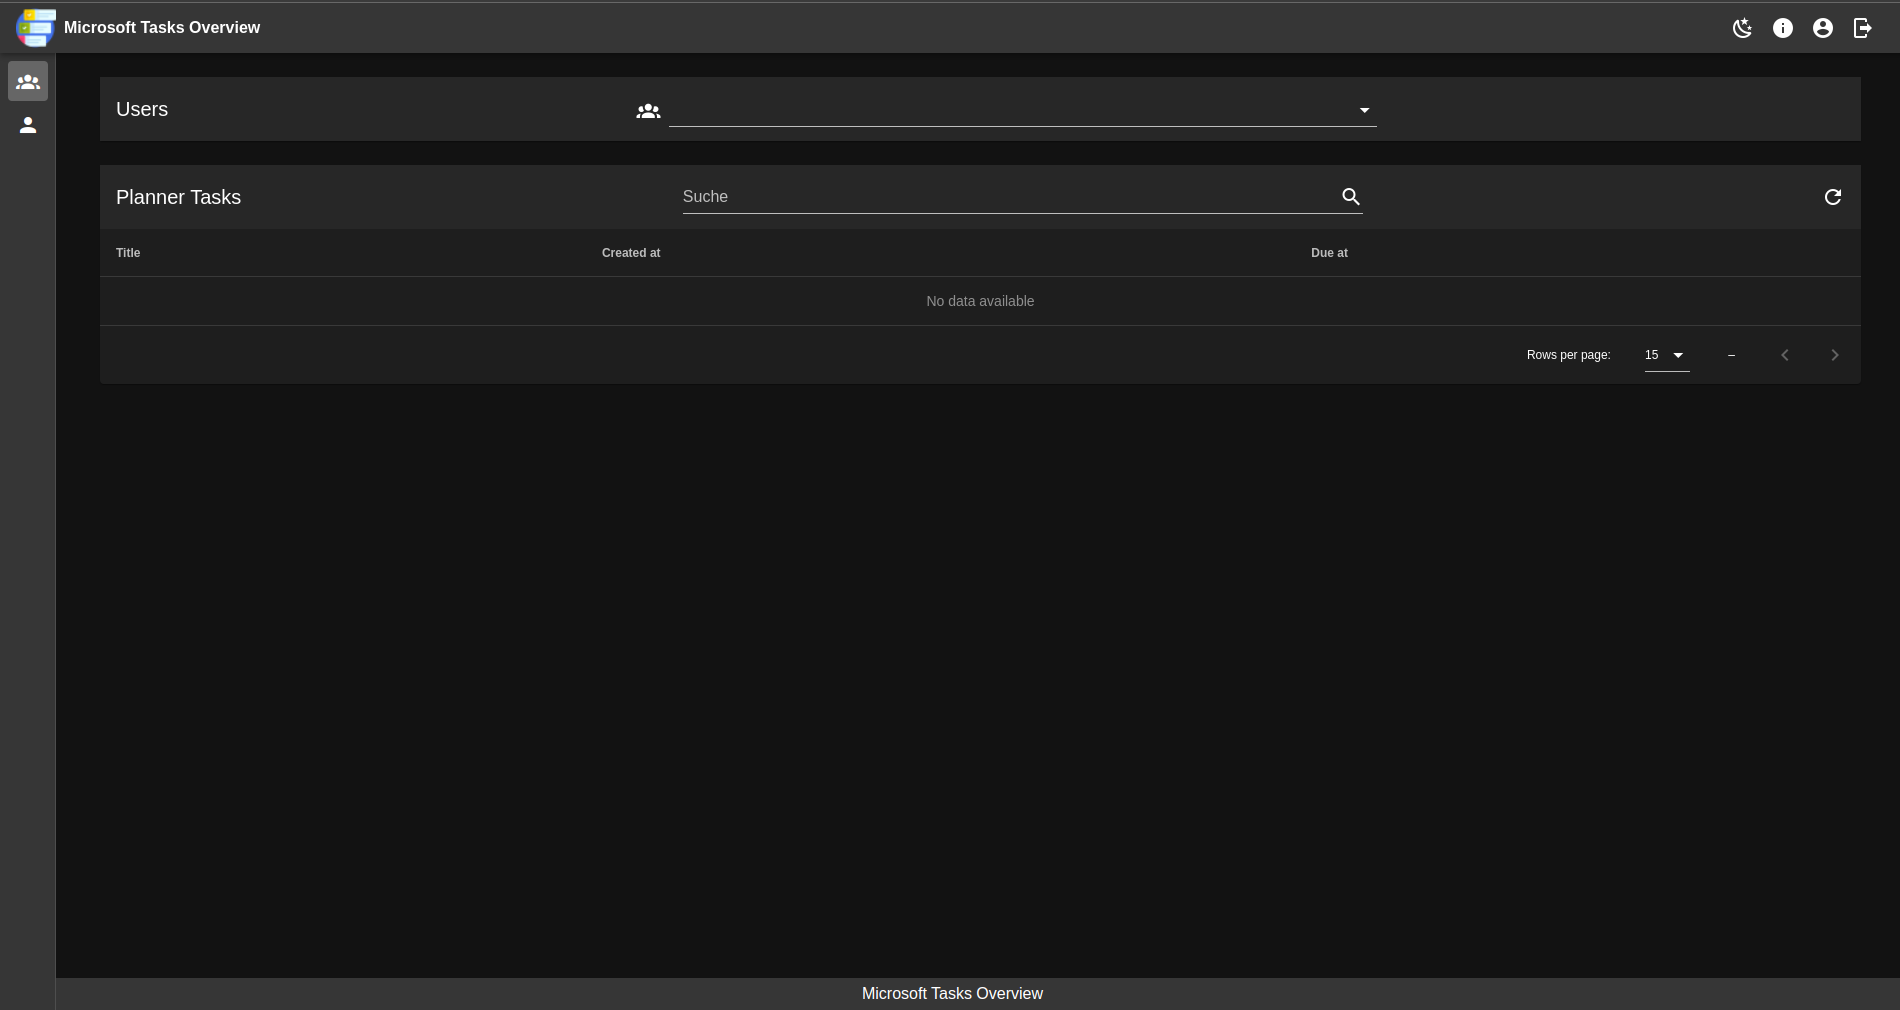 Microsoft Tasks Overview
Users
Planner Tasks
Suche
Title Created at Due at
No data available
Rows per page: 15 –
Microsoft Tasks Overview